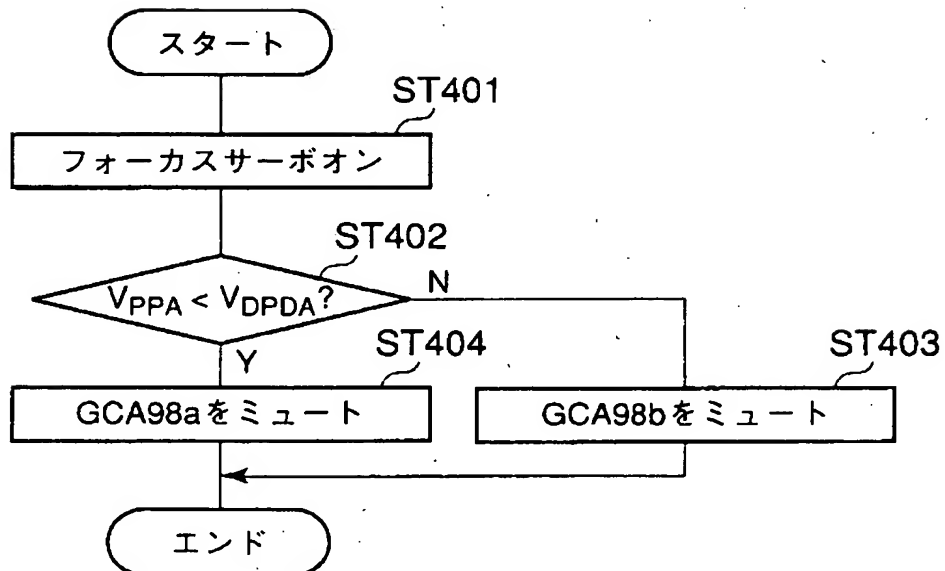 スタート
ST401
フォーカスサーボオン
ST402
VPPA < VDPDA?
N
Y
ST404
ST403
GCA98aをミュート
GCA98bをミュート
エンド